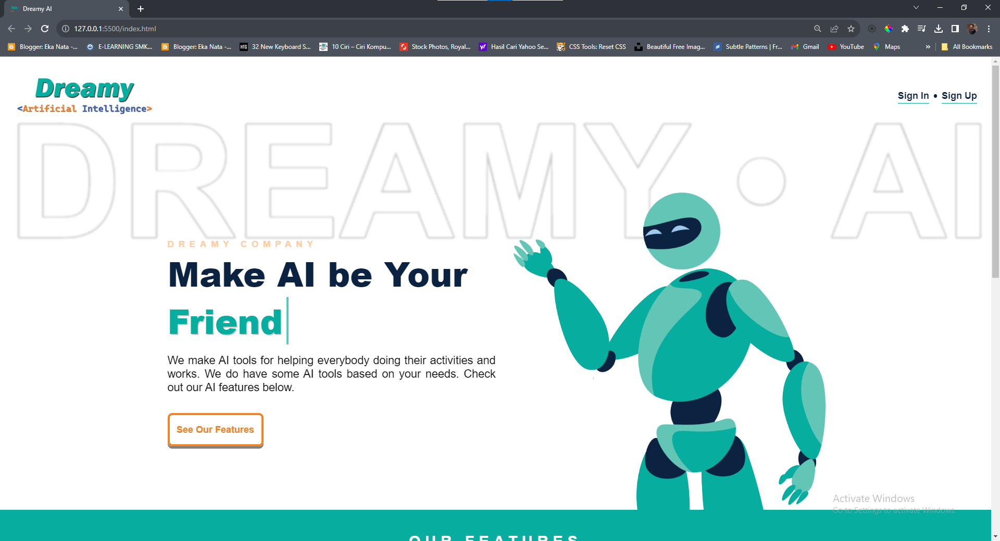 Dreamy AI
127.0.0.1:5500/index.html
Blogger: Eka Nata -...
E-LEARNING SMK...
Blogger: Eka Nata -...
HTG
32 New Keyboard S...
10 Ciri – Ciri Kompu...
Stock Photos, Royal...
Hasil Cari Yahoo Se...
CSS Tools: Reset CSS
Beautiful Free Imag...
Subtle Patterns | Fr...
Gmail
YouTube
Maps
»
All Bookmarks
Dreamy
<Artificial Intelligence>
Sign In • Sign Up
DREAMY • AI
DREAMY COMPANY
Make AI be Your
Friend
We make AI tools for helping everybody doing their activities and
works. We do have some AI tools based on your needs. Check
out our AI features below.
See Our Features
Activate Windows
Go to Settings to activate Windows.
OUR FEATURES